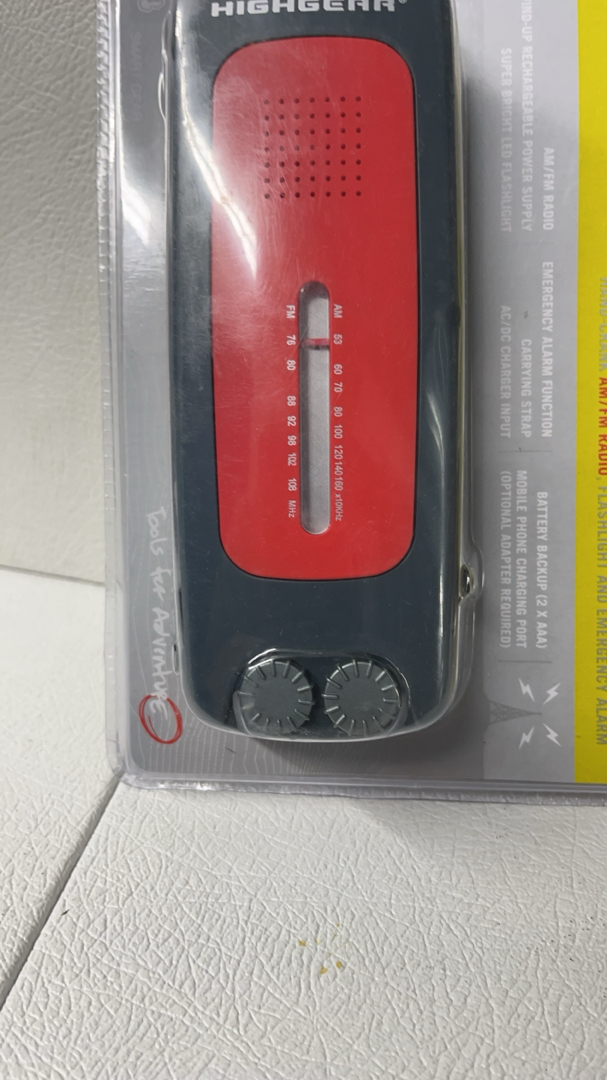 HIGHGEAR®
AM 53 60 70 80 100 120 140 160 x10KHz
FM 76 80 88 92 98 102 108 MHz
Tools for Adventure
AM/FM RADIO
WIND-UP RECHARGEABLE POWER SUPPLY
SUPER BRIGHT LED FLASHLIGHT
EMERGENCY ALARM FUNCTION
CARRYING STRAP
AC/DC CHARGER INPUT
BATTERY BACKUP (2 X AAA)
MOBILE PHONE CHARGING PORT
(OPTIONAL ADAPTER REQUIRED)
AM/FM RADIO, FLASHLIGHT AND EMERGENCY ALARM